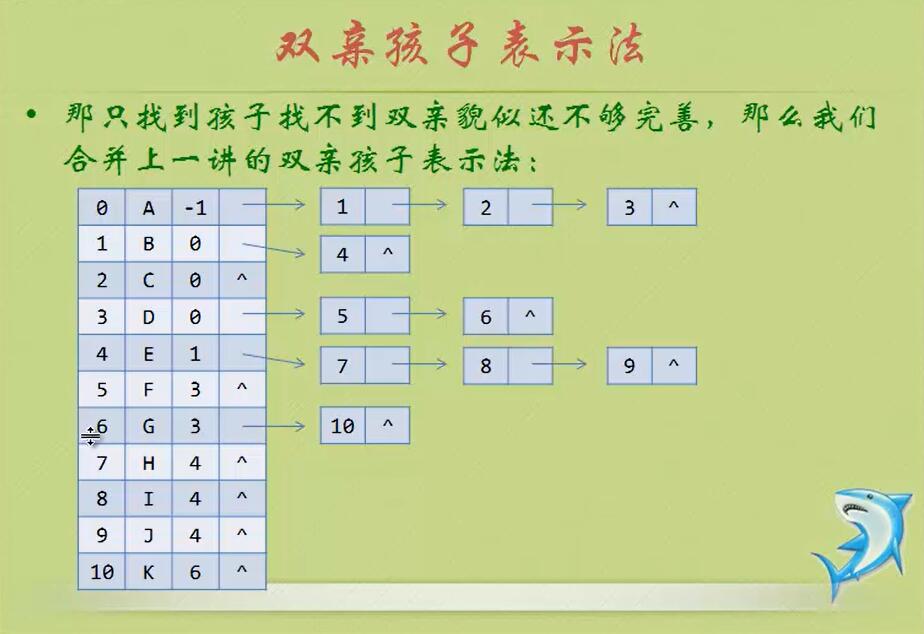 双亲孩子表示法
• 那只找到孩子找不到双亲貌似还不够完善，那么我们
合并上一讲的双亲孩子表示法：
0 A -1 1 2 3 ^
1 B 0 4 ^
2 C 0 ^
3 D 0 5 6 ^
4 E 1 7 8 9 ^
5 F 3 ^
6 G 3 10 ^
7 H 4 ^
8 I 4 ^
9 J 4 ^
10 K 6 ^